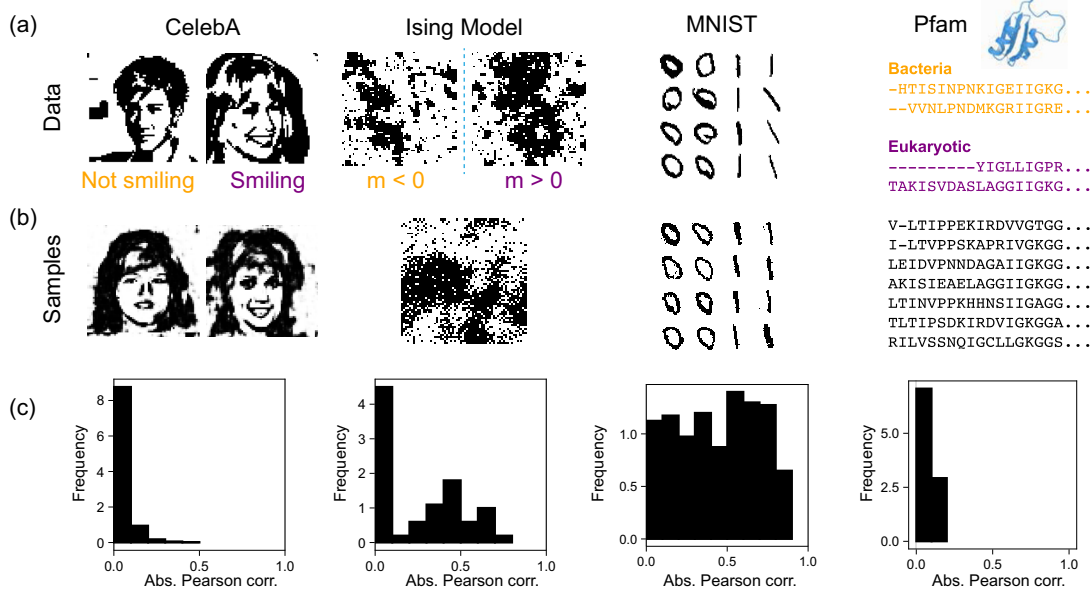 (a)
CelebA
Ising Model
MNIST
Pfam
Data
Not smiling
Smiling
m < 0
m > 0
Bacteria
-HTISINPNKIGEIIGKG...
--VVNLPNDMKGRIIGRE...
Eukaryotic
---------YIGLLIGPR...
TAKISVDASLAGGIIGKG...
(b)
Samples
V-LTIPPEKIRDVVGTGG...
I-LTVPPSKAPRIVGKGG...
LEIDVPNNDAGAIIGKGG...
AKISIEAELAGGIIGKGG...
LTINVPPKHHNSIIGAGG...
TLTIPSDKIRDVIGKGGA...
RILVSSNQIGCLLGKGGS...
(c)
Frequency
8
6
4
2
0
0.0
0.5
1.0
Abs. Pearson corr.
Frequency
4
3
2
1
0
0.0
0.5
1.0
Abs. Pearson corr.
Frequency
1.0
0.5
0.0
0.0
0.5
1.0
Abs. Pearson corr.
Frequency
5.0
2.5
0.0
0.0
0.5
1.0
Abs. Pearson corr.